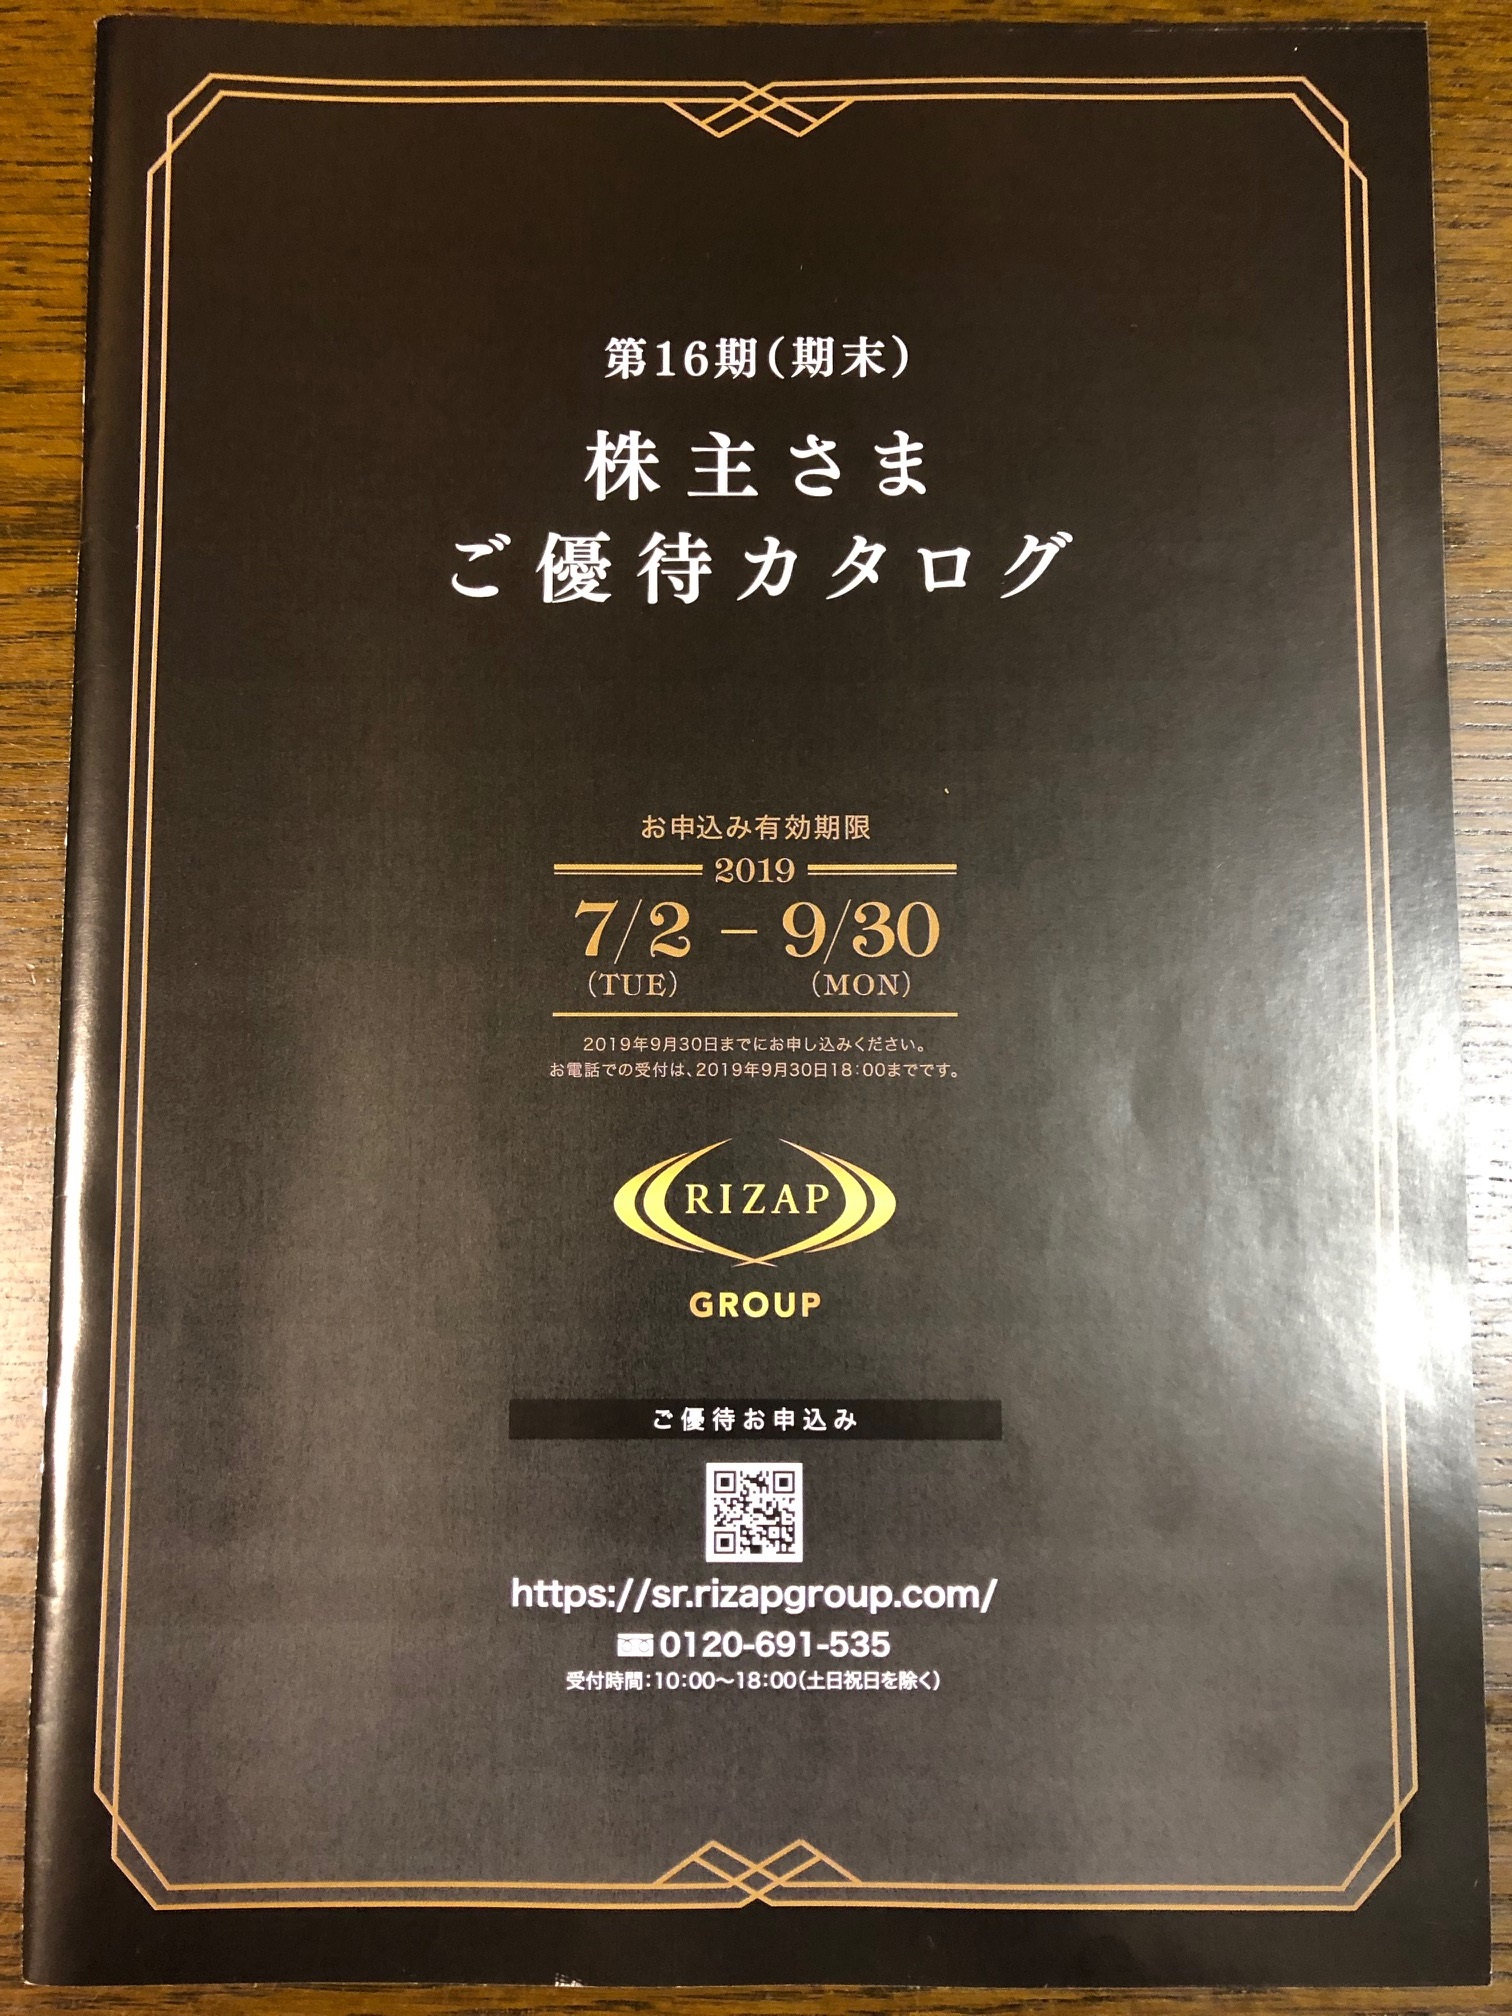 第16期(期末)
株主さま
ご優待カタログ
お申込み有効期限
2019
7/2 – 9/30
(TUE) (MON)
2019年9月30日までにお申し込みください。
お電話での受付は、2019年9月30日18:00までです。
RIZAP
GROUP
ご優待お申込み
https://sr.rizapgroup.com/
0120-691-535
受付時間:10:00〜18:00(土日祝日を除く)